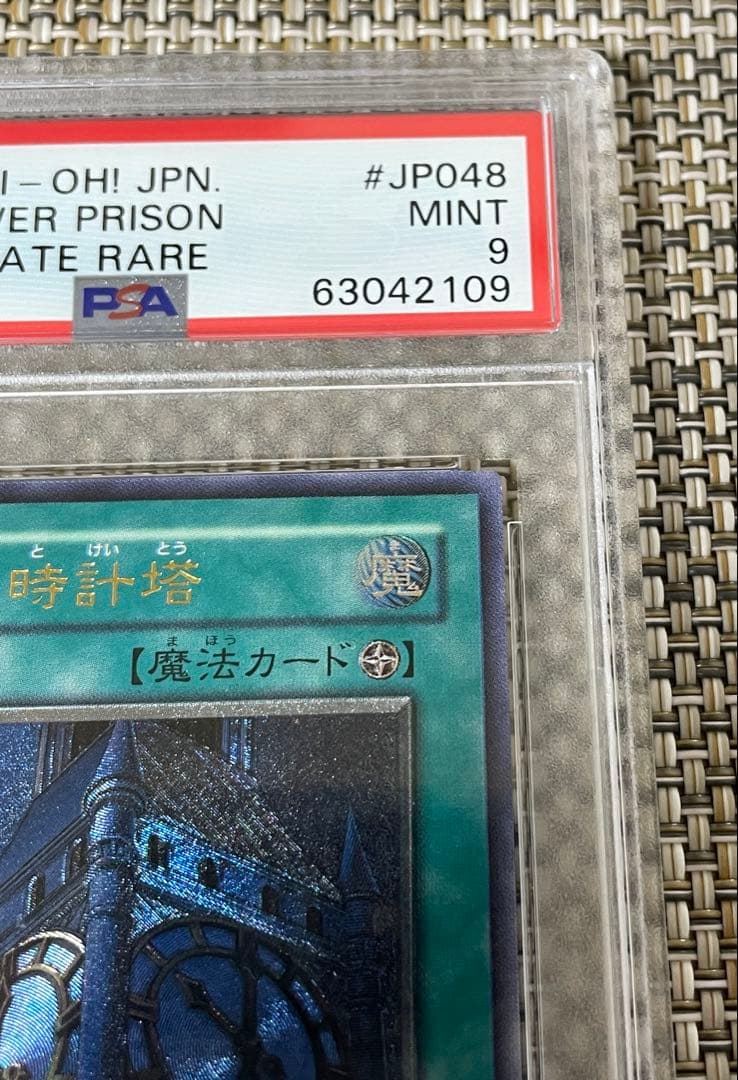 I-OH! JPN. #JP048
VER PRISON MINT
ATE RARE 9
PSA 63042109
と けい とう
時計塔
ま
魔
ま ほう
【魔法カード】